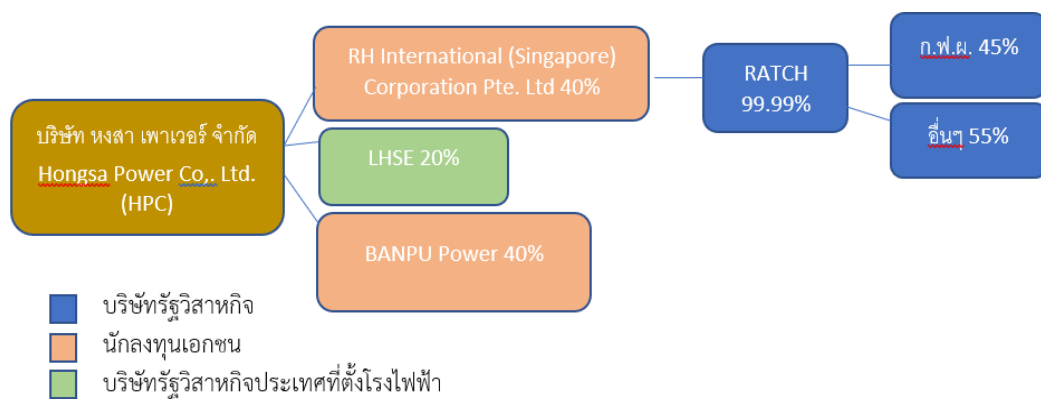 บริษัท หงสา เพาเวอร์ จำกัด
Hongsa Power Co,. Ltd.
(HPC)
RH International (Singapore)
Corporation Pte. Ltd 40%
LHSE 20%
BANPU Power 40%
RATCH
99.99%
ก.ฟ.ผ. 45%
อื่นๆ 55%
บริษัทรัฐวิสาหกิจ
นักลงทุนเอกชน
บริษัทรัฐวิสาหกิจประเทศที่ตั้งโรงไฟฟ้า